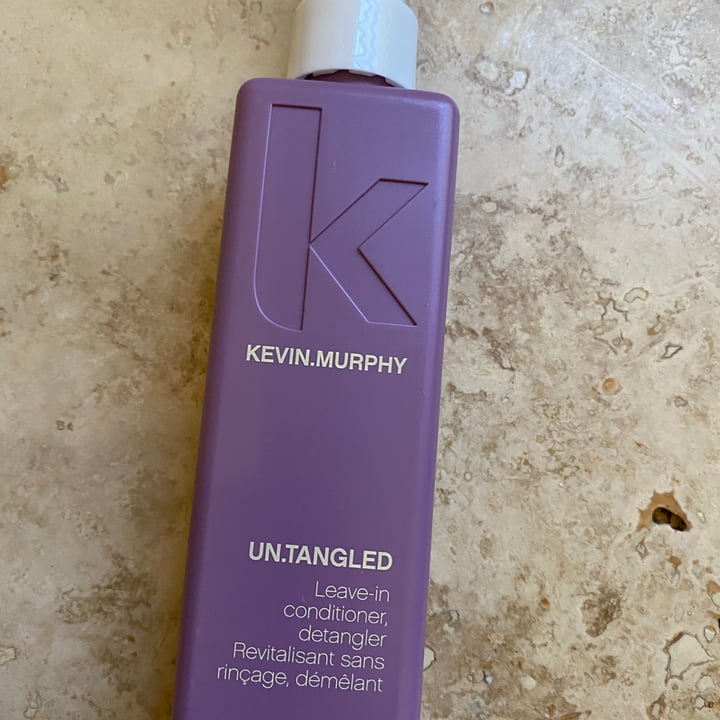 k
KEVIN.MURPHY
UN.TANGLED
Leave-in
conditioner,
detangler
Revitalisant sans
rinçage, démêlant